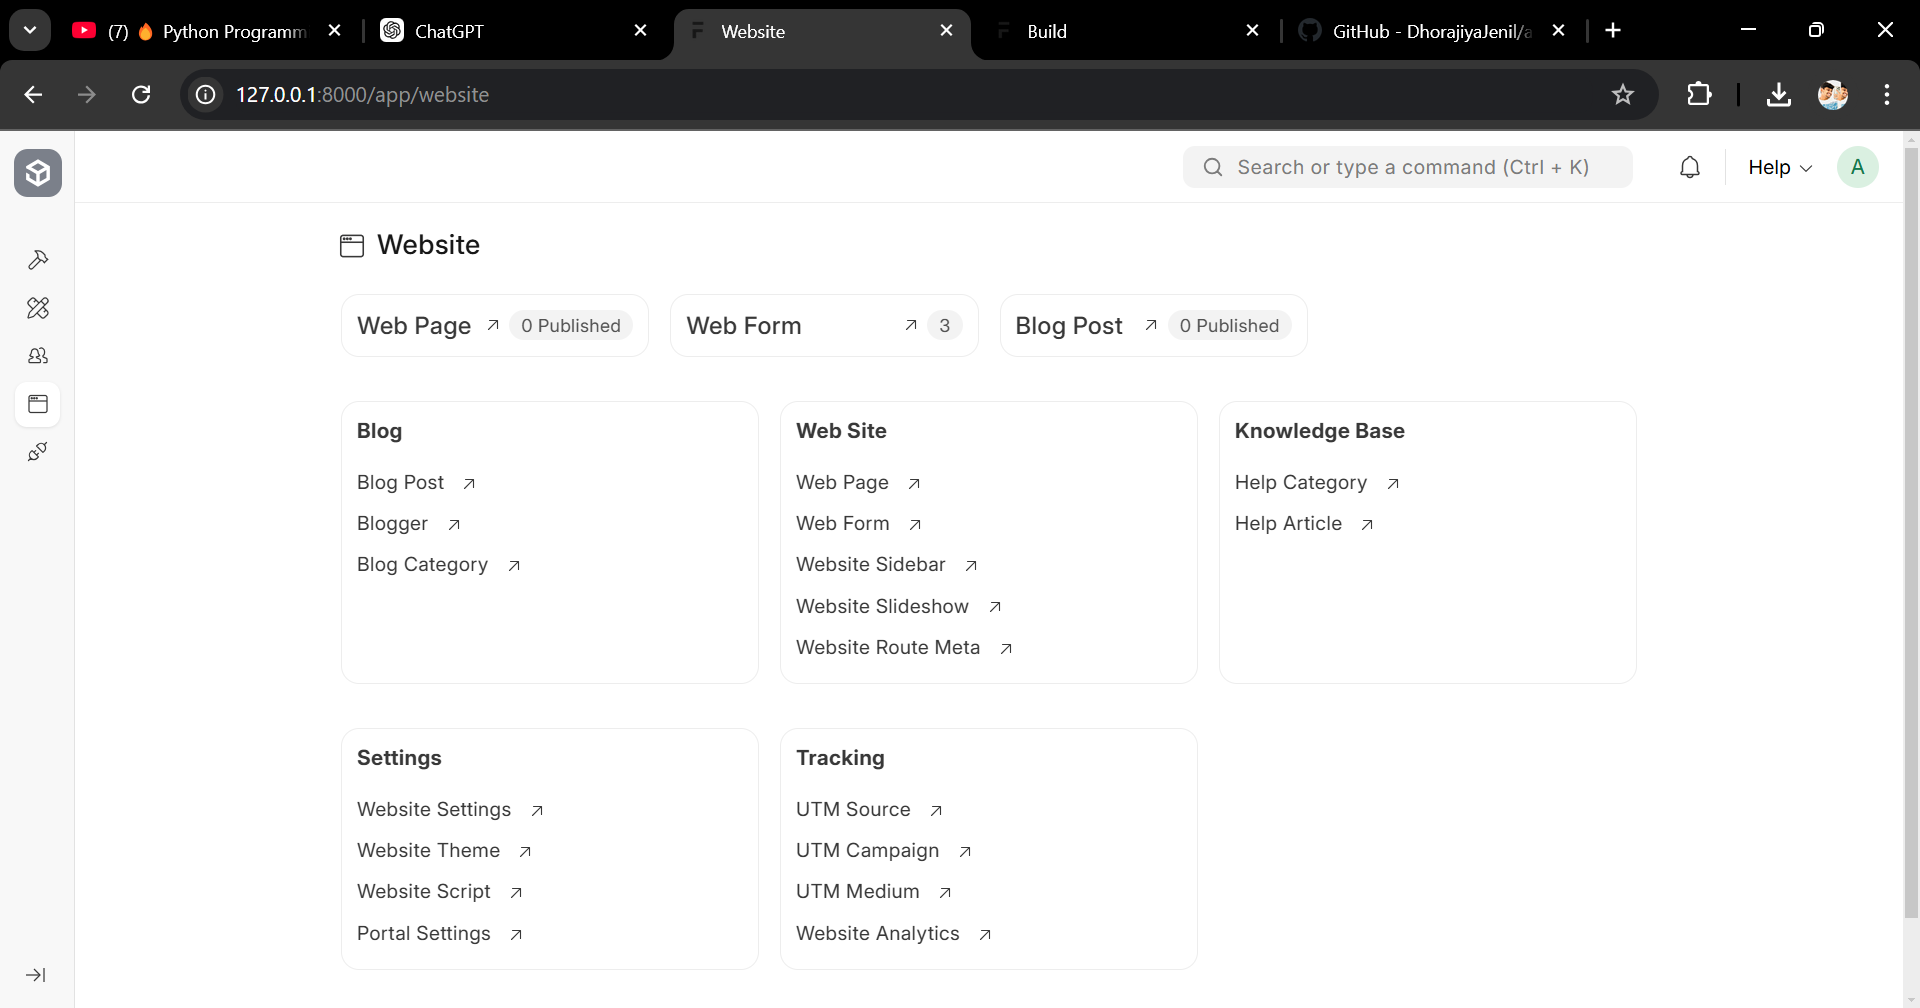 (7) 🔥 Python Programm
ChatGPT
Website
Build
GitHub - DhorajiyaJenil/a
127.0.0.1:8000/app/website
Search or type a command (Ctrl + K)
Help
A
Website
Web Page 0 Published
Web Form 3
Blog Post 0 Published
Blog
Blog Post
Blogger
Blog Category
Web Site
Web Page
Web Form
Website Sidebar
Website Slideshow
Website Route Meta
Knowledge Base
Help Category
Help Article
Settings
Website Settings
Website Theme
Website Script
Portal Settings
Tracking
UTM Source
UTM Campaign
UTM Medium
Website Analytics